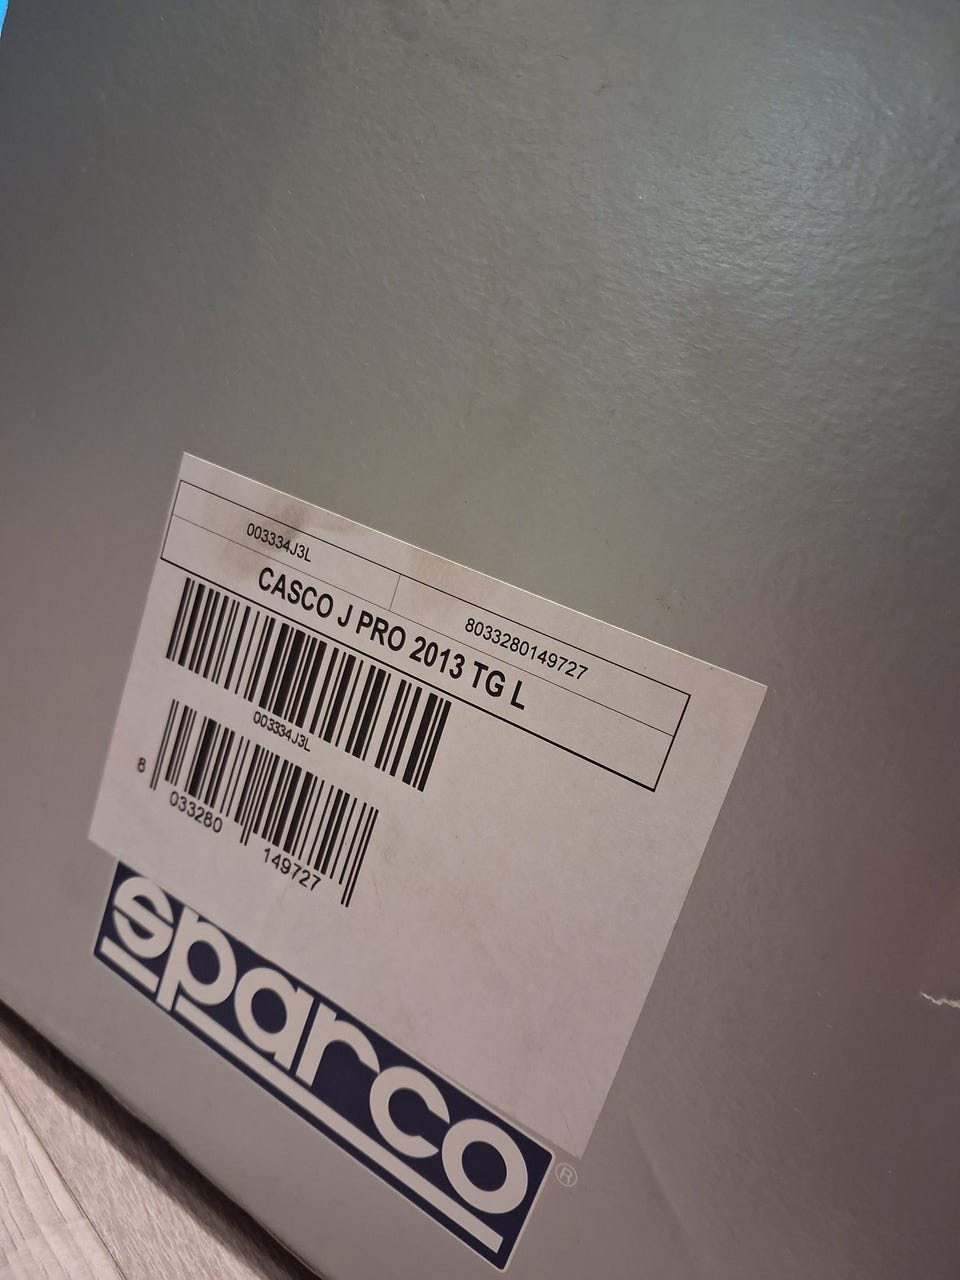 003334J3L
8033280149727
CASCO J PRO 2013 TG L
003334J3L
8 033280 149727
sparco®